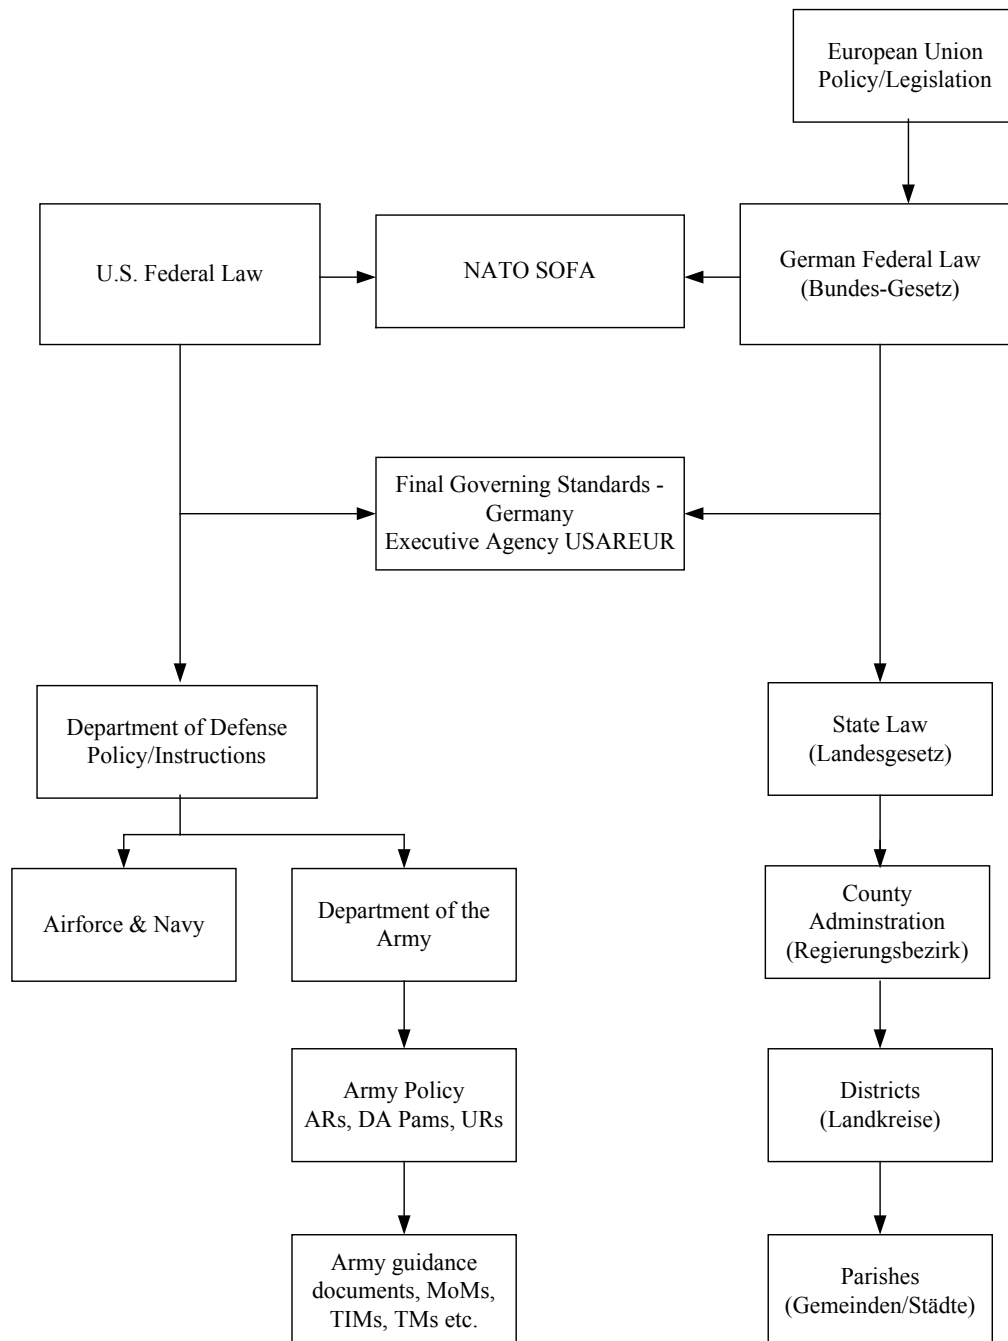 European Union
Policy/Legislation
U.S. Federal Law
NATO SOFA
German Federal Law
(Bundes-Gesetz)
Final Governing Standards -
Germany
Executive Agency USAREUR
Department of Defense
Policy/Instructions
State Law
(Landesgesetz)
Airforce & Navy
Department of the
Army
County
Adminstration
(Regierungsbezirk)
Army Policy
ARs, DA Pams, URs
Districts
(Landkreise)
Army guidance
documents, MoMs,
TIMs, TMs etc.
Parishes
(Gemeinden/Städte)